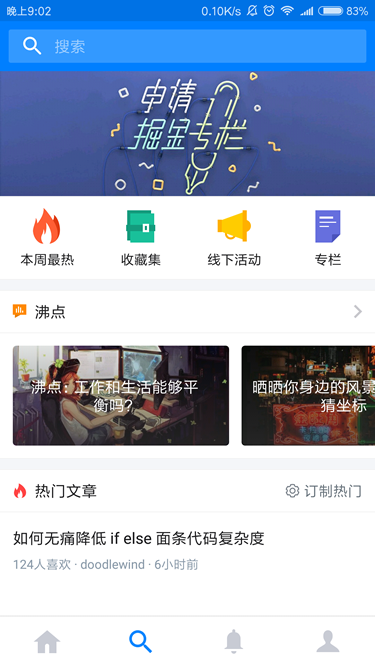 晚上9:02
0.10K/s
83%
搜索
申请
掘金专栏
本周最热
收藏集
线下活动
专栏
沸点
沸点：工作和生活能够平
衡吗？
晒晒你身边的风景
猜坐标
热门文章
订制热门
如何无痛降低 if else 面条代码复杂度
124人喜欢 · doodlewind · 6小时前